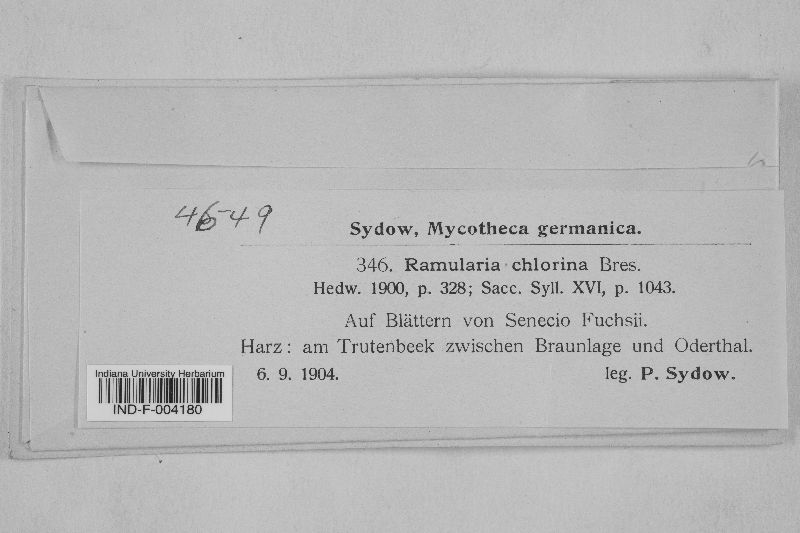 Sydow, Mycotheca germanica.
346. Ramularia chlorina Bres.
Hedw. 1900, p. 328; Sacc. Syll. XVI, p. 1043.
Auf Blättern von Senecio Fuchsii.
Harz: am Trutenbeek zwischen Braunlage und Oderthal.
6. 9. 1904. leg. P. Sydow.
Indiana University Herbarium
IND-F-004180